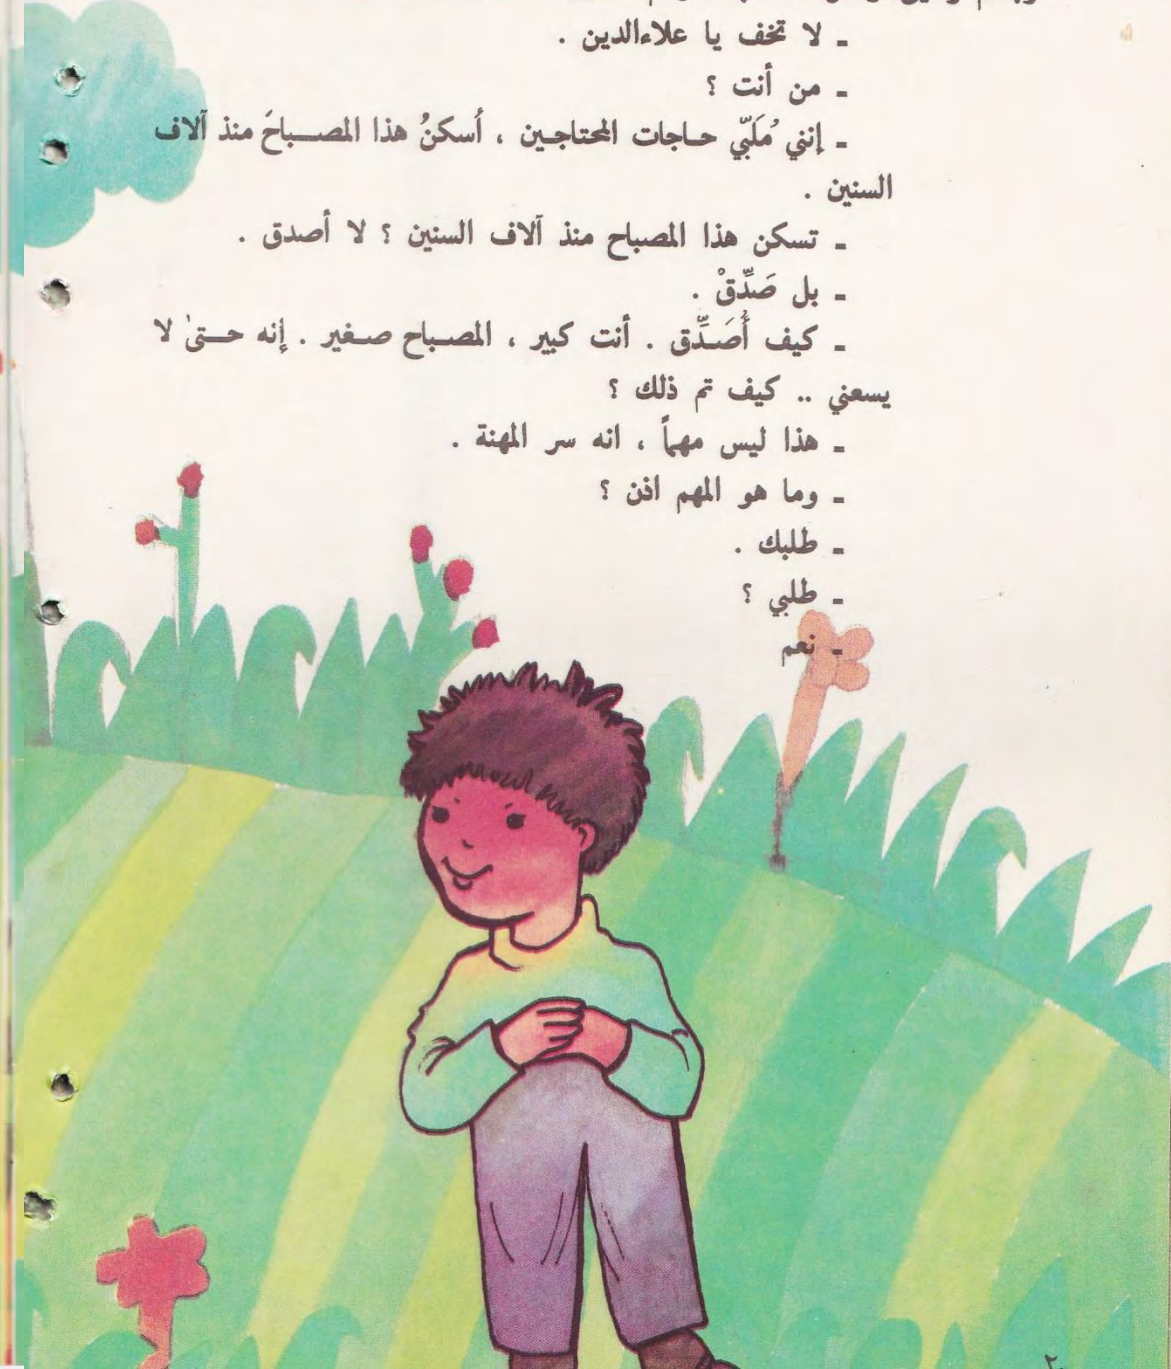 ـ لا تخف يا علاءالدين .
ـ من أنت ؟
ـ إنني مُلَبّي حاجات المحتاجين ، أسكنُ هذا المصباحَ منذ آلاف
السنين .
ـ تسكن هذا المصباح منذ آلاف السنين ؟ لا أصدق .
ـ بل صَدِّقْ .
ـ كيف أُصَدِّق . أنت كبير ، المصباح صغير . إنه حتىٰ لا
يسعني .. كيف تم ذلك ؟
ـ هذا ليس مهماً ، انه سر المهنة .
ـ وما هو المهم اذن ؟
ـ طلبك .
ـ طلبي ؟
ـ نعم